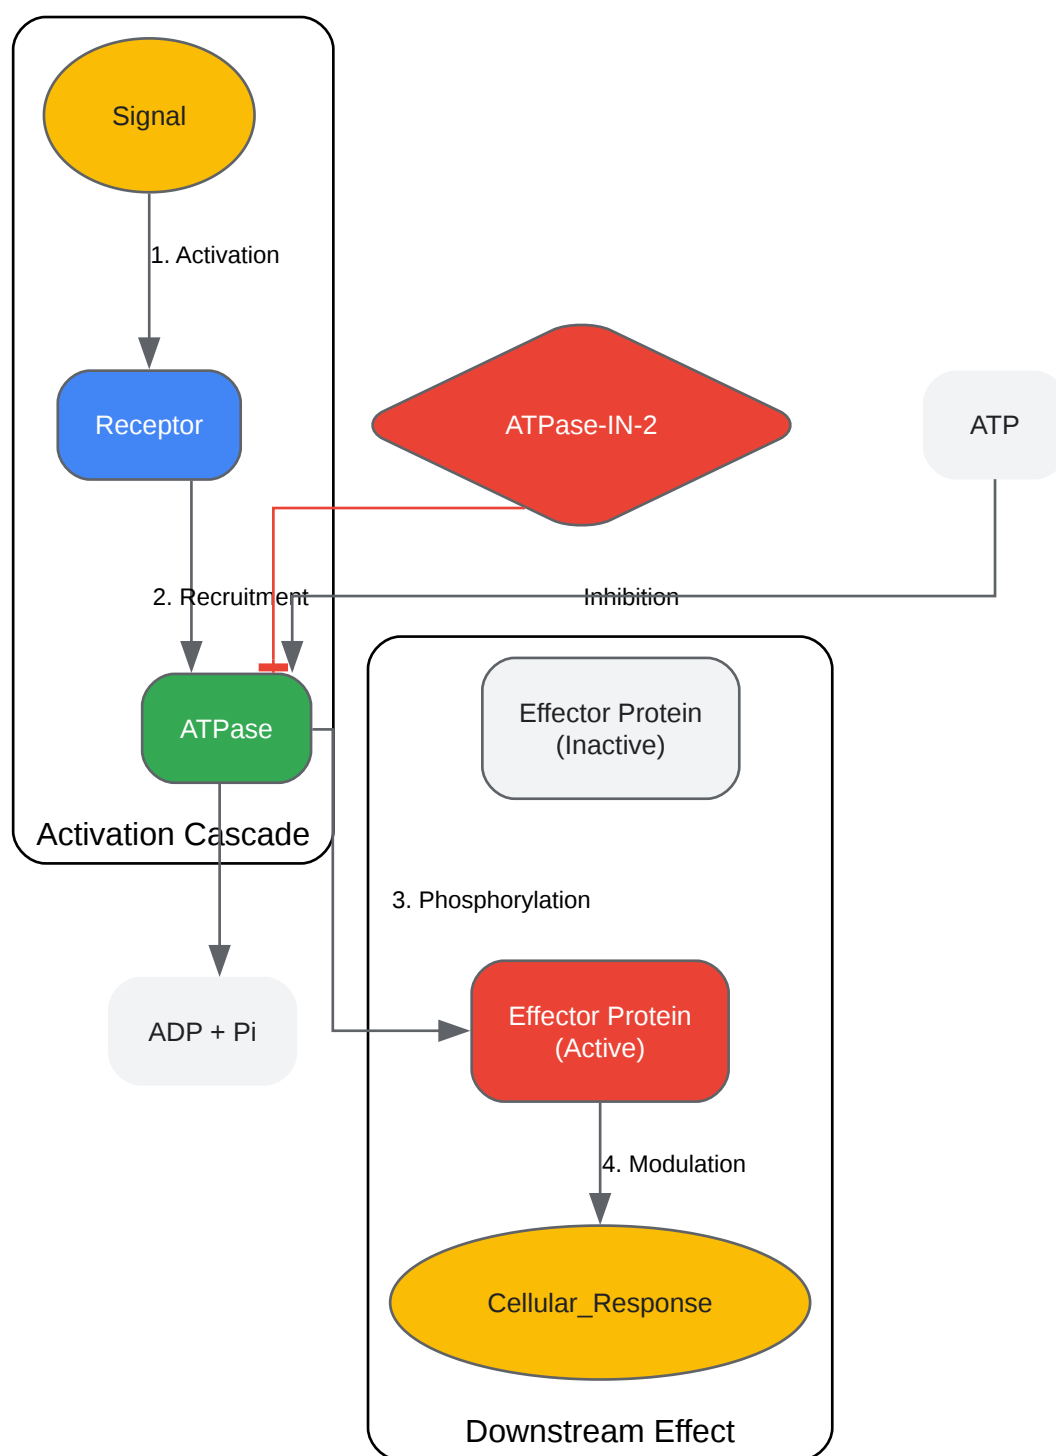 Signal
1. Activation
Receptor
ATPase-IN-2
ATP
2. Recruitment
Inhibition
ATPase
Effector Protein
(Inactive)
Activation Cascade
3. Phosphorylation
ADP + Pi
Effector Protein
(Active)
4. Modulation
Cellular_Response
Downstream Effect